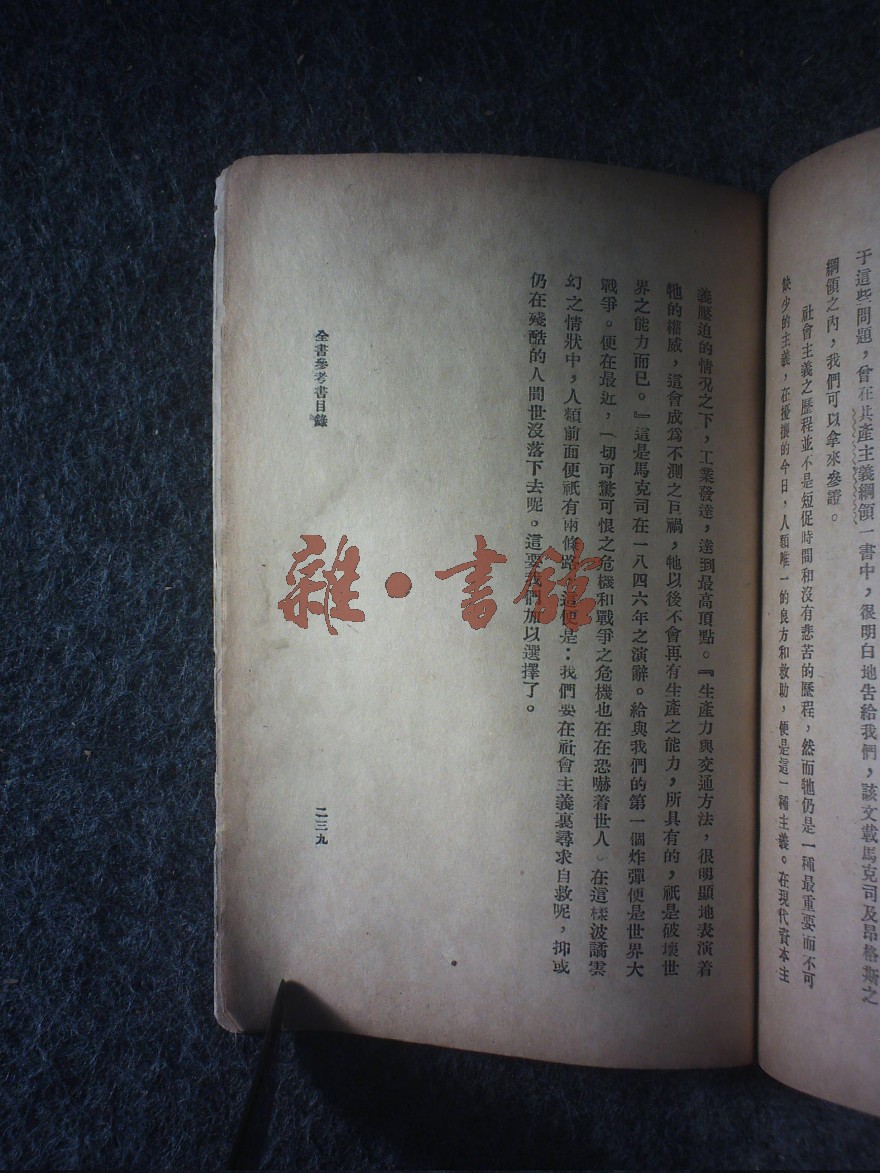 于這些問題，曾在共產主義綱領一書中，很明白地告給我們，該文載馬克司及昂格斯之
綱領之內，我們可以拿來參證。
社會主義之歷程並不是短促時間和沒有悲苦的歷程，然而牠仍是一種最重要而不可
缺少的主義，在擾攘的今日，人類唯一的良方和救助，便是這一種主義。在現代資本主
義壓迫的情况之下，工業發達，達到最高頂點。『生產力與交通方法，很明顯地表演着
牠的權威，這會成爲不測之巨禍，牠以後不會再有生產之能力，所具有的，祇是破壞世
界之能力而已。』這是馬克司在一八四六年之演辭。給與我們的第一個炸彈便是世界大
戰爭。便在最近，一切可驚可恨之危機和戰爭之危機也在在恐嚇着世人。在這樣波譎雲
幻之情狀中，人類前面便祇有兩條路，這便是：我們要在社會主義裏尋求自救呢，抑或
仍在殘酷的人間世沒落下去呢。這要我們加以選擇了。
全書參考書目錄
二三九
雜·書館